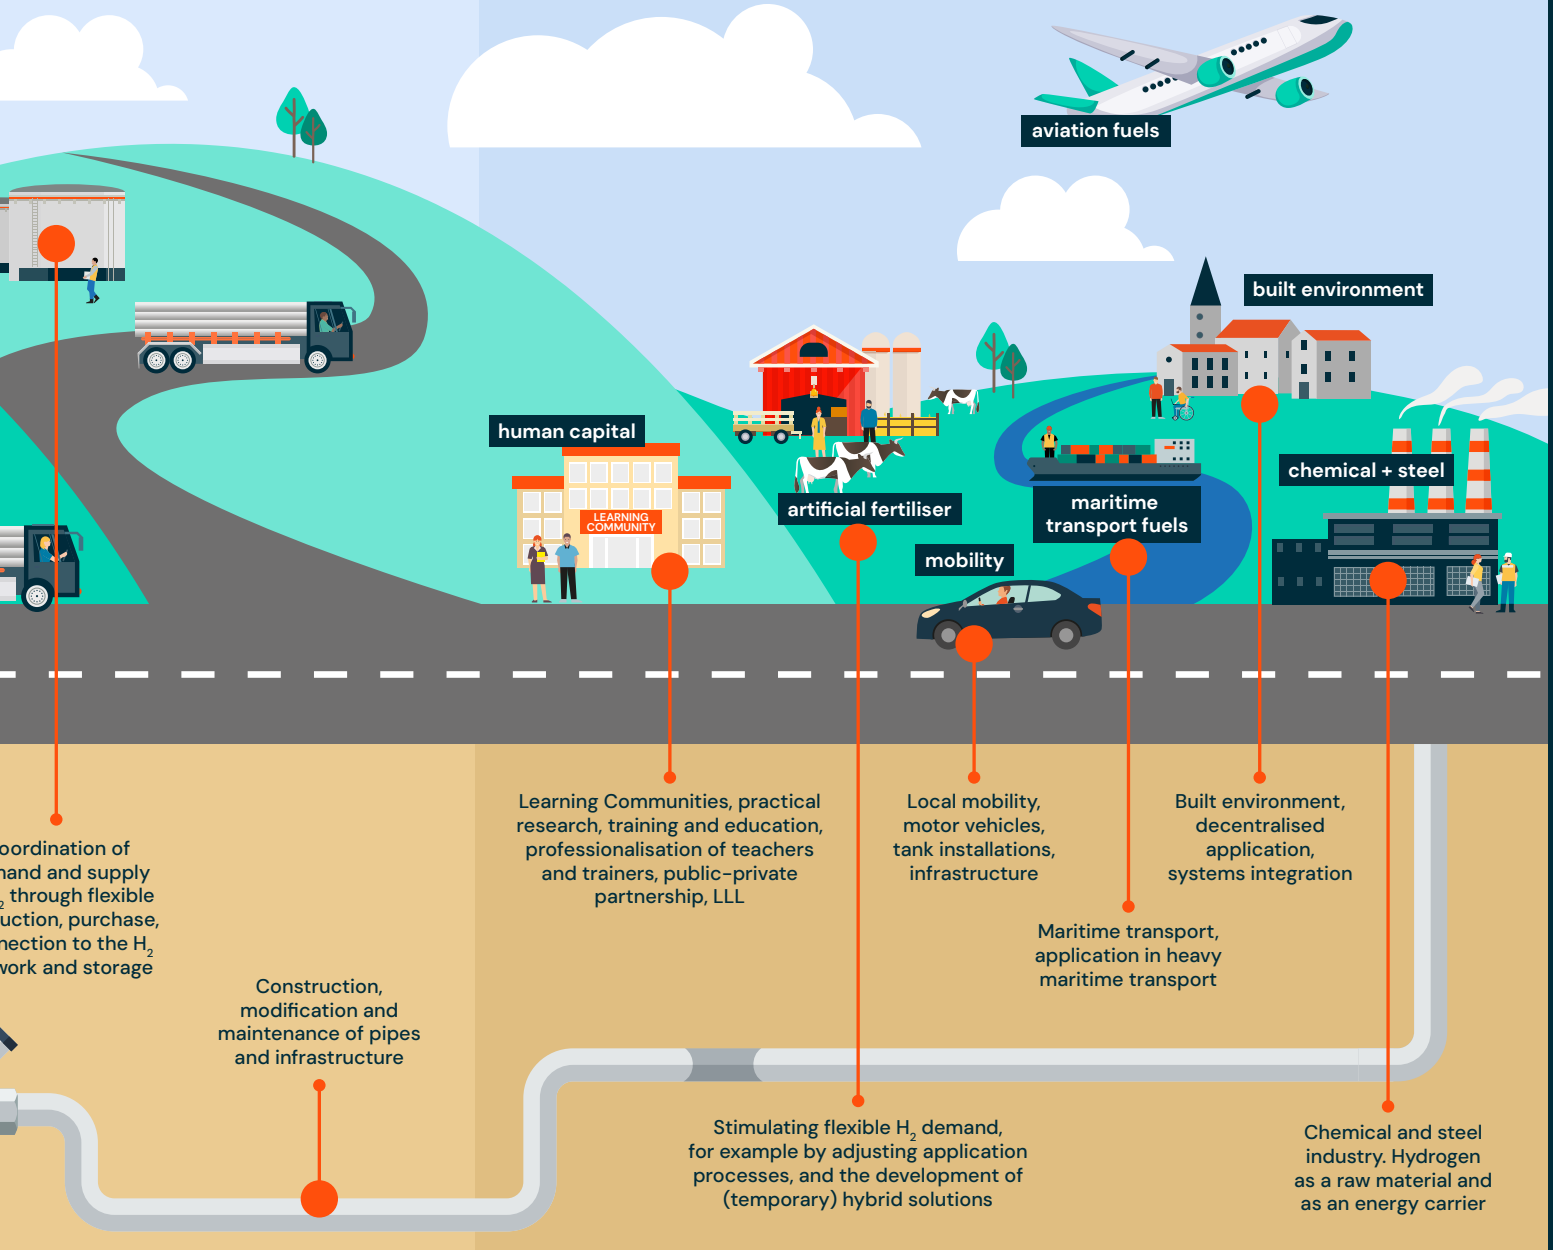 aviation fuels
built environment
human capital
LEARNING
COMMUNITY
artificial fertiliser
maritime
transport fuels
chemical + steel
mobility
oordination of
and supply
H₂ through flexible
purchase,
to the H₂
and storage
Construction,
modification and
maintenance of pipes
and infrastructure
Learning Communities, practical
research, training and education,
professionalisation of teachers
and trainers, public-private
partnership, LLL
Local mobility,
motor vehicles,
tank installations,
infrastructure
Maritime transport,
application in heavy
maritime transport
Built environment,
decentralised
application,
systems integration
Stimulating flexible H₂ demand,
for example by adjusting application
processes, and the development of
(temporary) hybrid solutions
Chemical and steel
industry. Hydrogen
as a raw material and
as an energy carrier